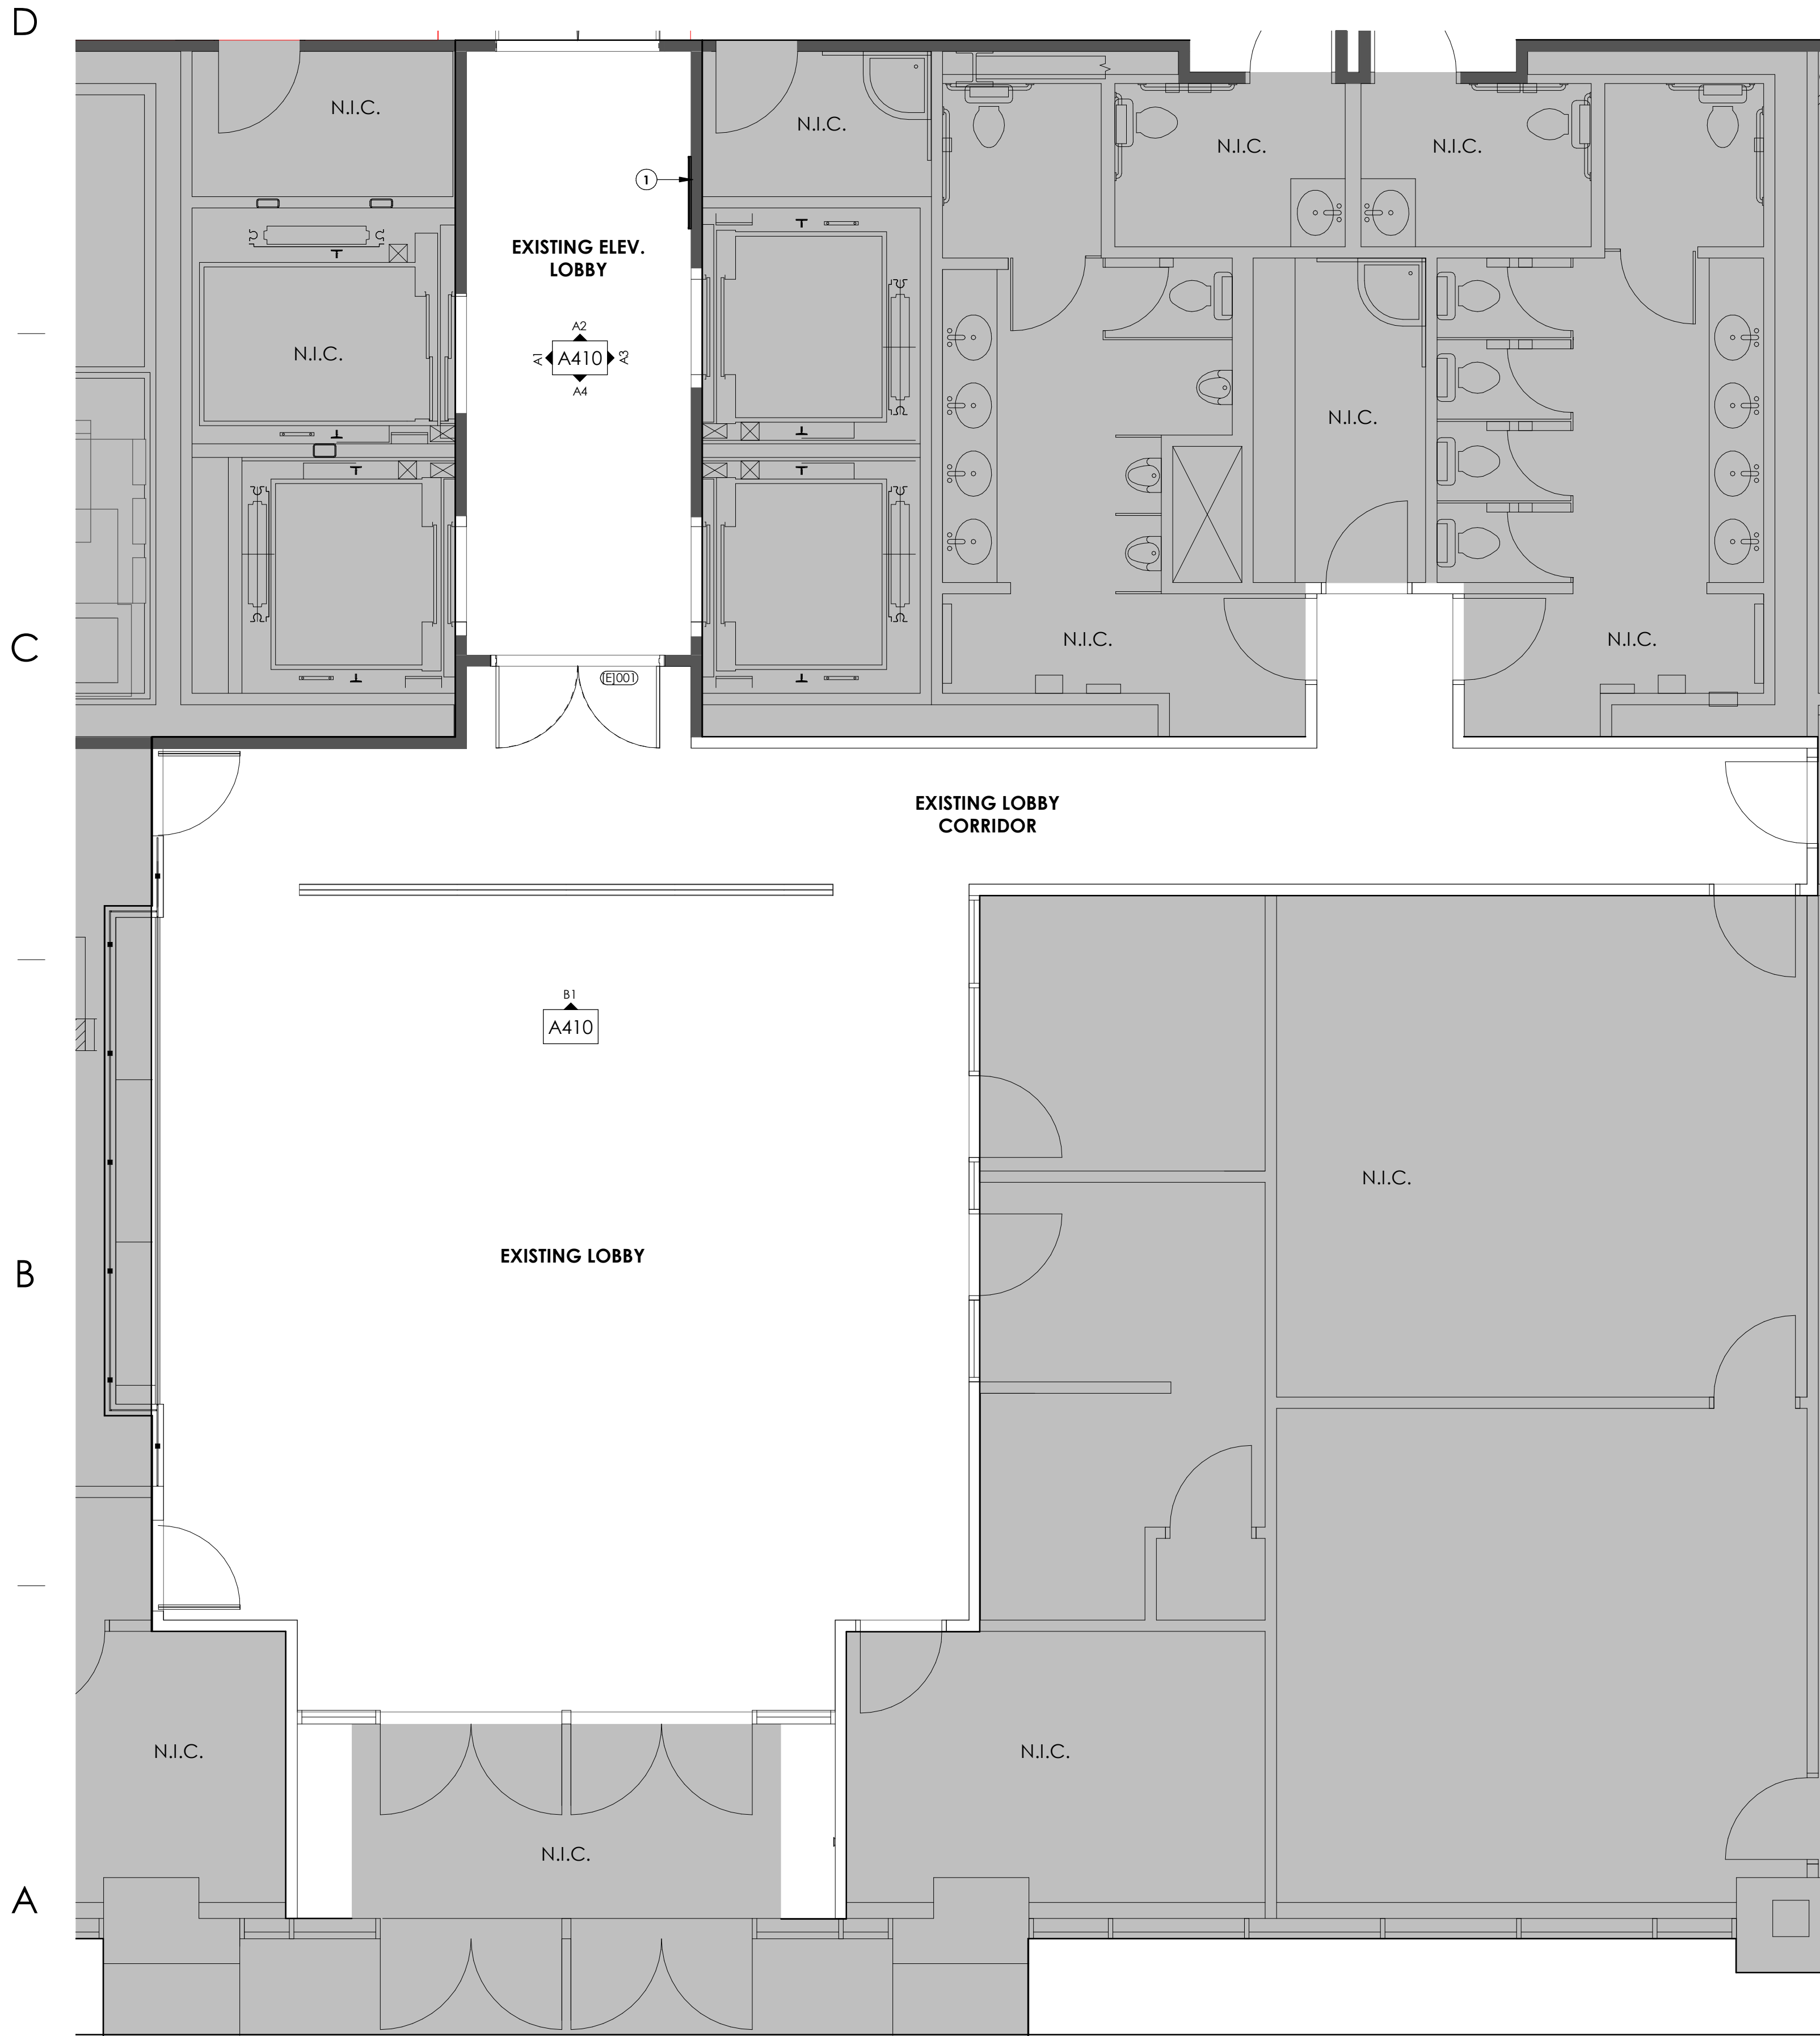 D
N.I.C.
N.I.C.
N.I.C.
N.I.C.
1
EXISTING ELEV.
LOBBY
A2
A1
A410
A3
A4
N.I.C.
N.I.C.
C
N.I.C.
N.I.C.
[E]001
EXISTING LOBBY
CORRIDOR
B1
A410
N.I.C.
B
EXISTING LOBBY
N.I.C.
N.I.C.
N.I.C.
A